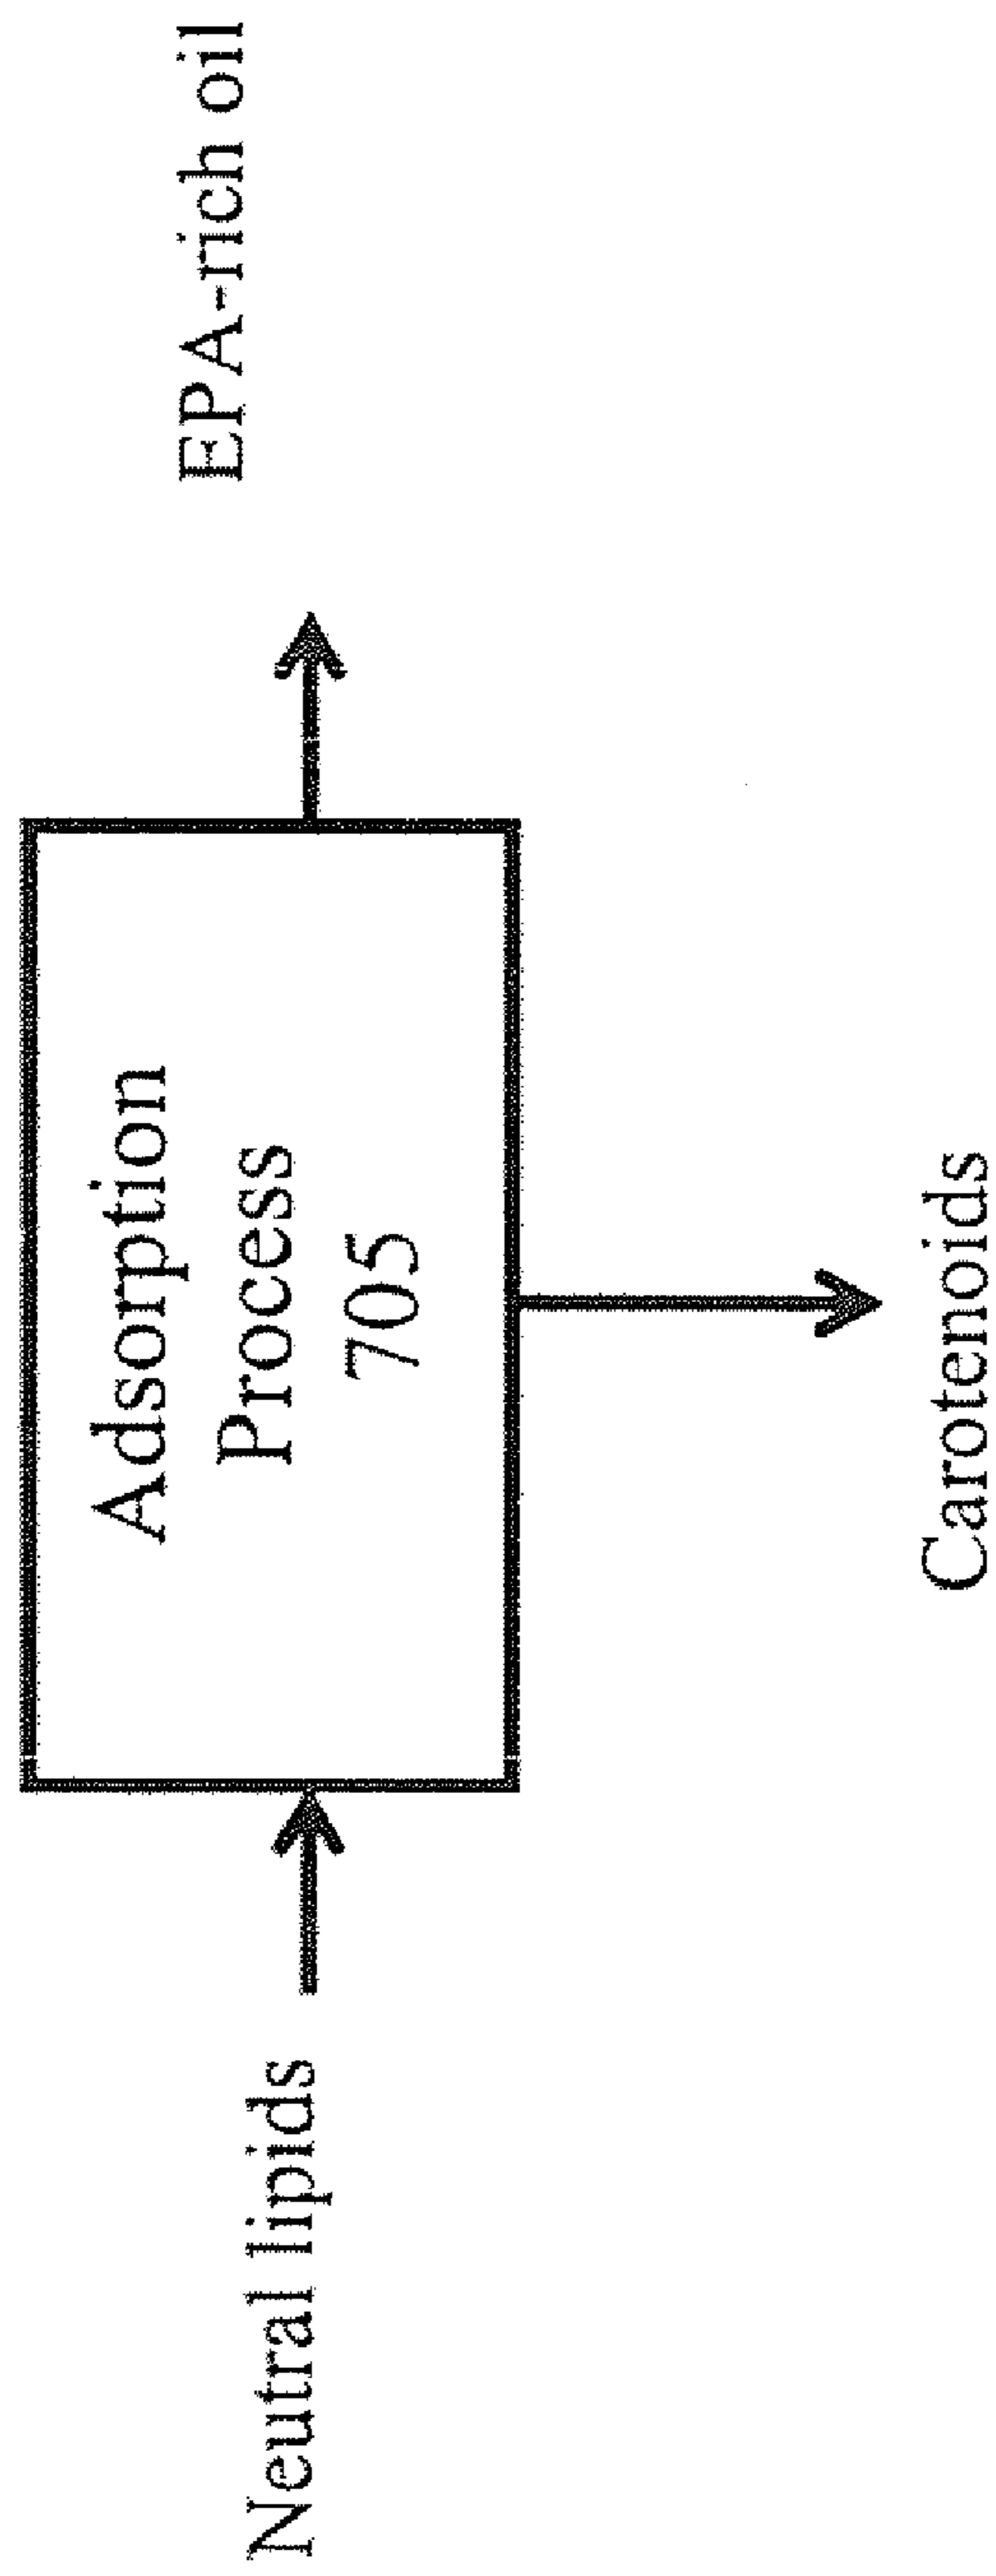 Neutral lipids
Adsorption
Process
705
EPA-rich oil
Carotenoids